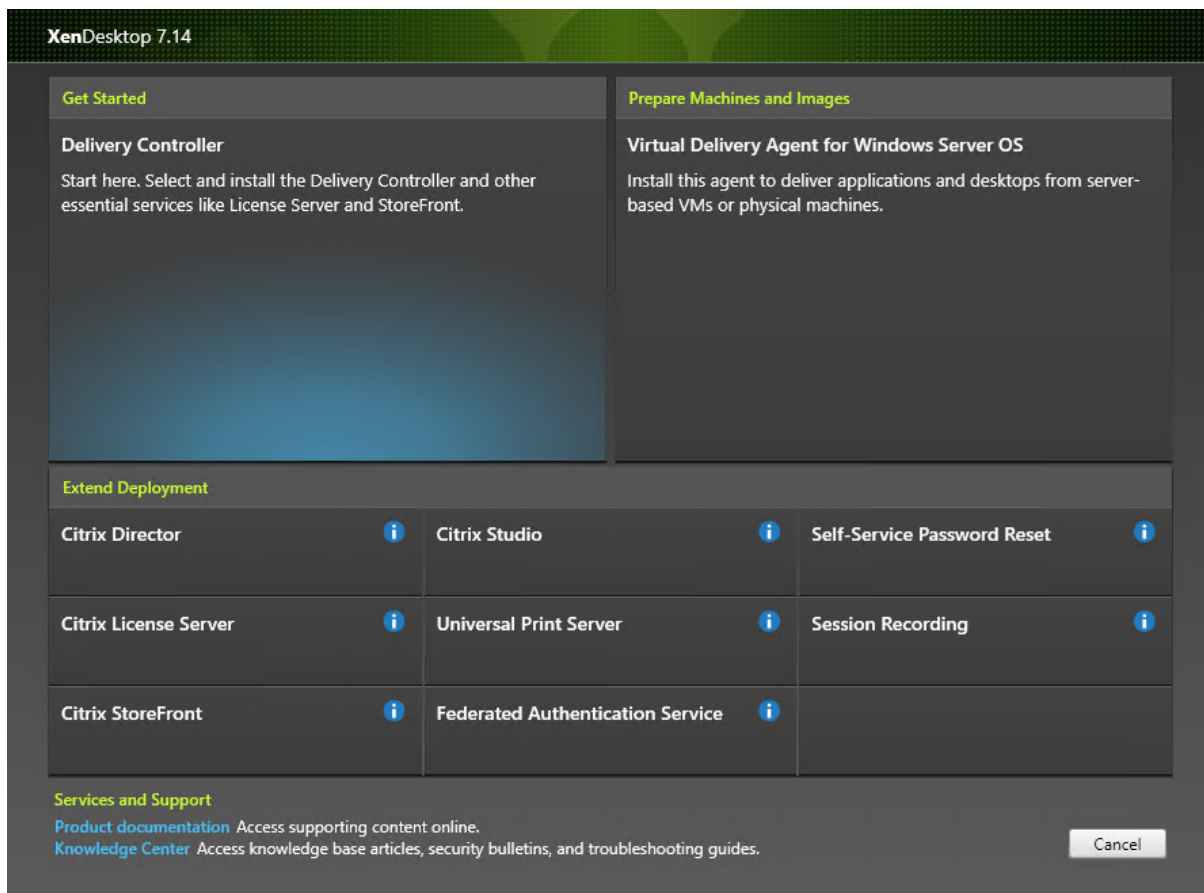 XenDesktop 7.14
Get Started
Delivery Controller
Start here. Select and install the Delivery Controller and other
essential services like License Server and StoreFront.
Prepare Machines and Images
Virtual Delivery Agent for Windows Server OS
Install this agent to deliver applications and desktops from server-
based VMs or physical machines.
Extend Deployment
Citrix Director
Citrix Studio
Self-Service Password Reset
Citrix License Server
Universal Print Server
Session Recording
Citrix StoreFront
Federated Authentication Service
Services and Support
Product documentation Access supporting content online.
Knowledge Center Access knowledge base articles, security bulletins, and troubleshooting guides.
Cancel